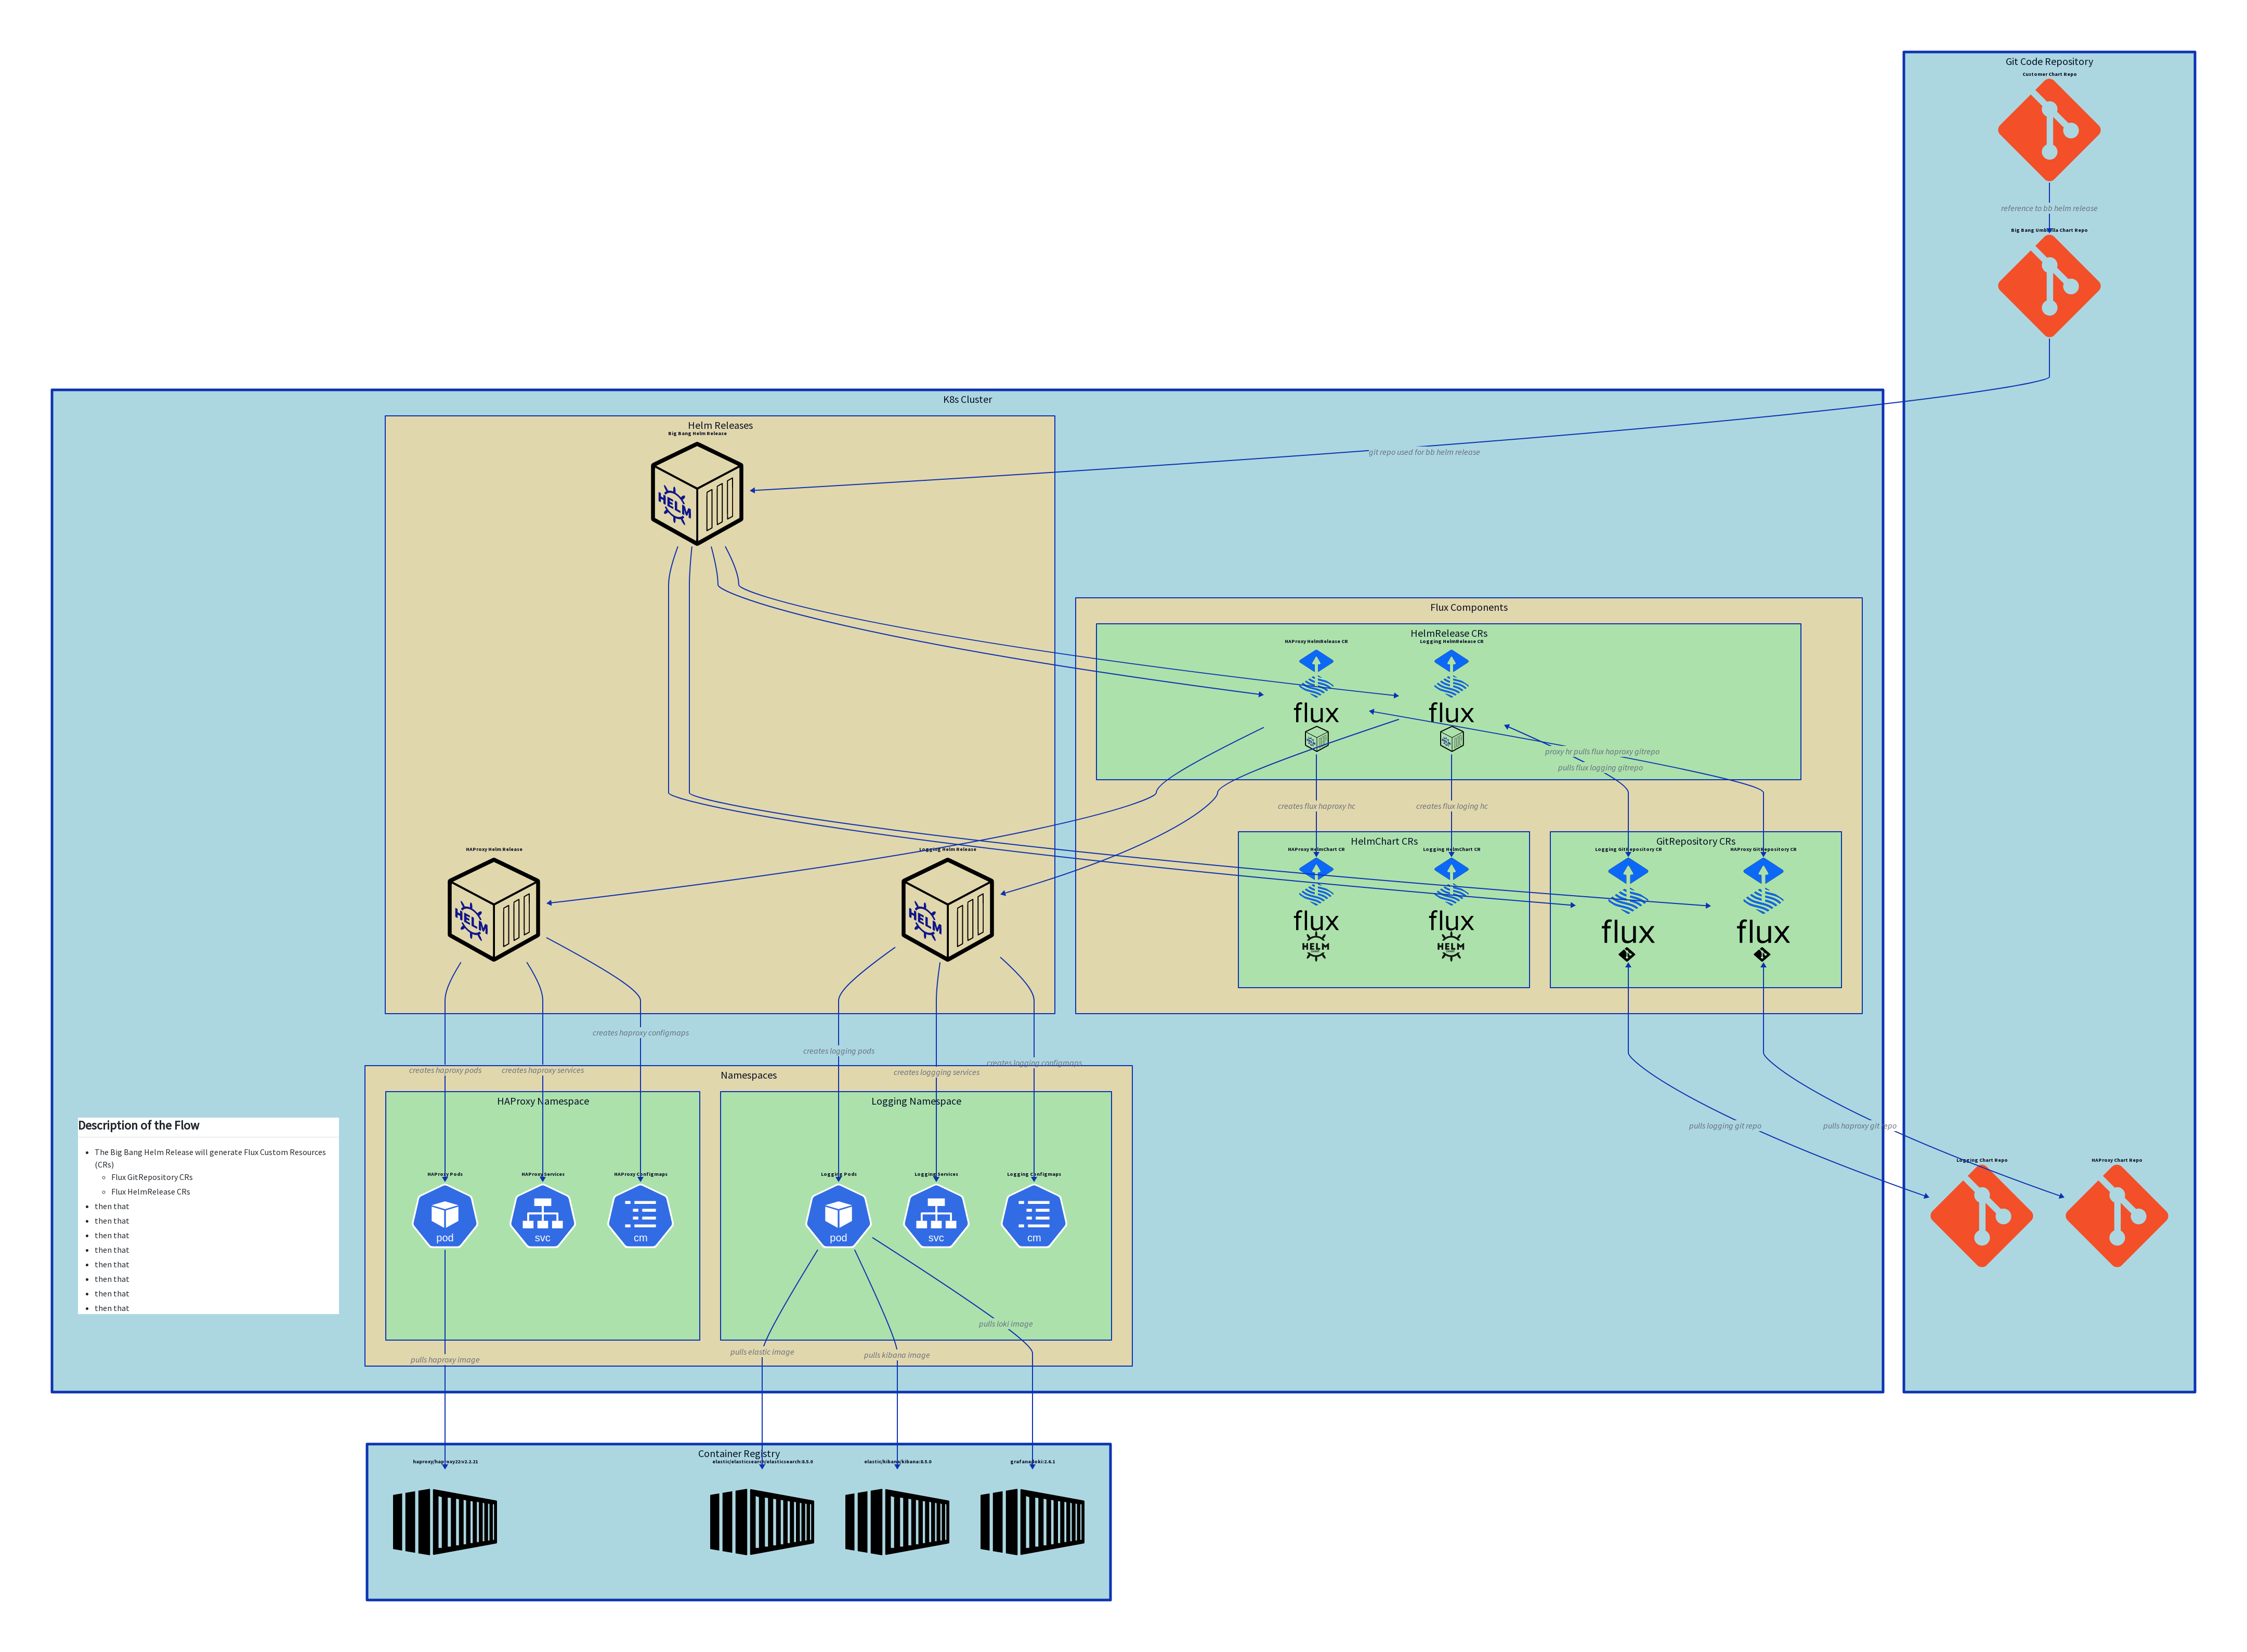 Git Code Repository
Customer Chart Repo
reference to bb helm release
Big Bang Umbrella Chart Repo
K8s Cluster
Helm Releases
Big Bang Helm Release
HELM
git repo used for bb helm release
Flux Components
HelmRelease CRs
HAProxy HelmRelease CR
Logging HelmRelease CR
flux
flux
proxy hr pulls flux haproxy gitrepo
pulls flux logging gitrepo
creates flux haproxy hc
creates flux loging hc
HelmChart CRs
GitRepository CRs
HAProxy HelmChart CR
Logging HelmChart CR
Logging GitRepository CR
HAProxy GitRepository CR
flux
flux
flux
flux
HELM
HELM
HAProxy Helm Release
Logging Helm Release
HELM
HELM
creates haproxy configmaps
creates logging pods
creates logging configmaps
creates haproxy pods
creates haproxy services
creates loggging services
Namespaces
HAProxy Namespace
Logging Namespace
HAProxy Pods
HAProxy Services
HAProxy Configmaps
Logging Pods
Logging Services
Logging Configmaps
pod
svc
cm
pod
svc
cm
Description of the Flow
The Big Bang Helm Release will generate Flux Custom Resources
(CRs)
Flux GitRepository CRs
Flux HelmRelease CRs
then that
then that
then that
then that
then that
then that
then that
then that
pulls logging git repo
pulls haproxy git repo
Logging Chart Repo
HAProxy Chart Repo
pulls loki image
pulls haproxy image
pulls elastic image
pulls kibana image
Container Registry
haproxy/haproxy22:v2.2.21
elastic/elasticsearch/elasticsearch:8.5.0
elastic/kibana/kibana:8.5.0
grafana/loki:2.6.1